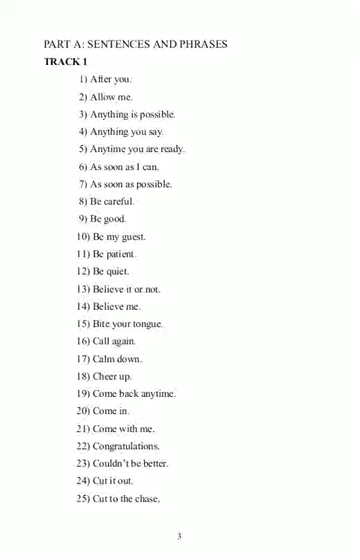 PART A: SENTENCES AND PHRASES
TRACK 1
1) After you.
2) Allow me.
3) Anything is possible.
4) Anything you say.
5) Anytime you are ready.
6) As soon as I can.
7) As soon as possible.
8) Be careful.
9) Be good.
10) Be my guest.
11) Be patient.
12) Be quiet.
13) Believe it or not.
14) Believe me.
15) Bite your tongue.
16) Call again.
17) Calm down.
18) Cheer up.
19) Come back anytime.
20) Come in.
21) Come with me.
22) Congratulations.
23) Couldn't be better.
24) Cut it out.
25) Cut to the chase.
3